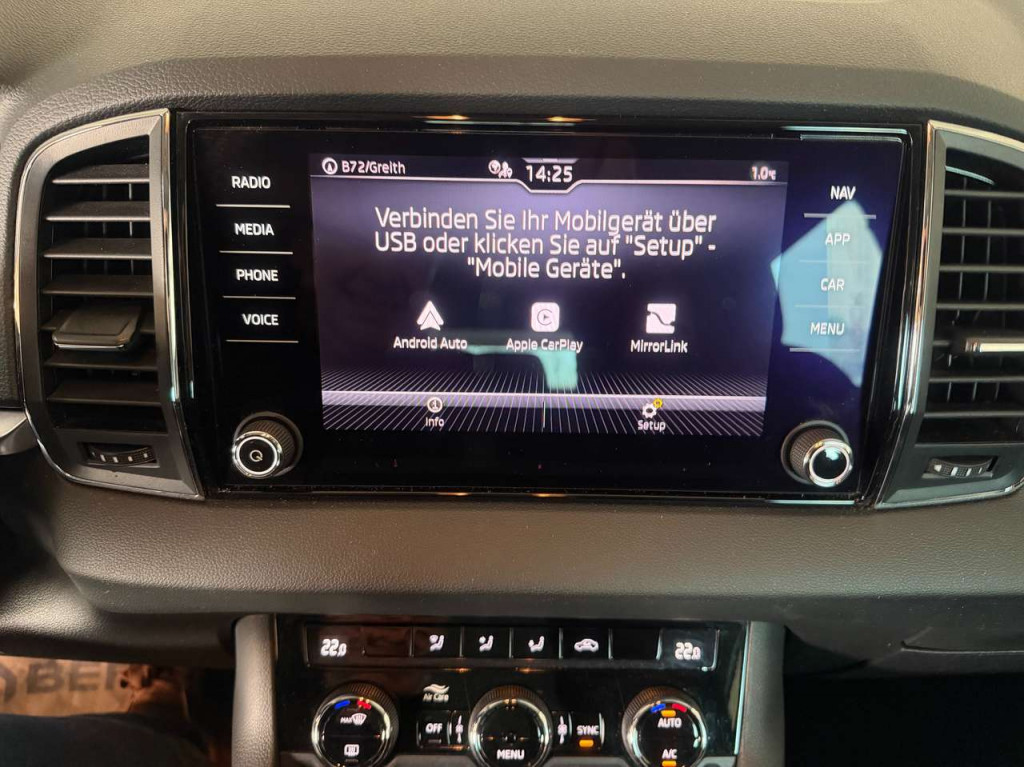 B72/Greith
14:25
1.0°C
RADIO
MEDIA
PHONE
VOICE
NAV
APP
CAR
MENU
Verbinden Sie Ihr Mobilgerät über
USB oder klicken Sie auf "Setup" -
"Mobile Geräte".
Android Auto
Apple CarPlay
MirrorLink
Info
Setup
22.0
22.0
Air Care
MAX
OFF
MENU
SYNC
AUTO
A/C